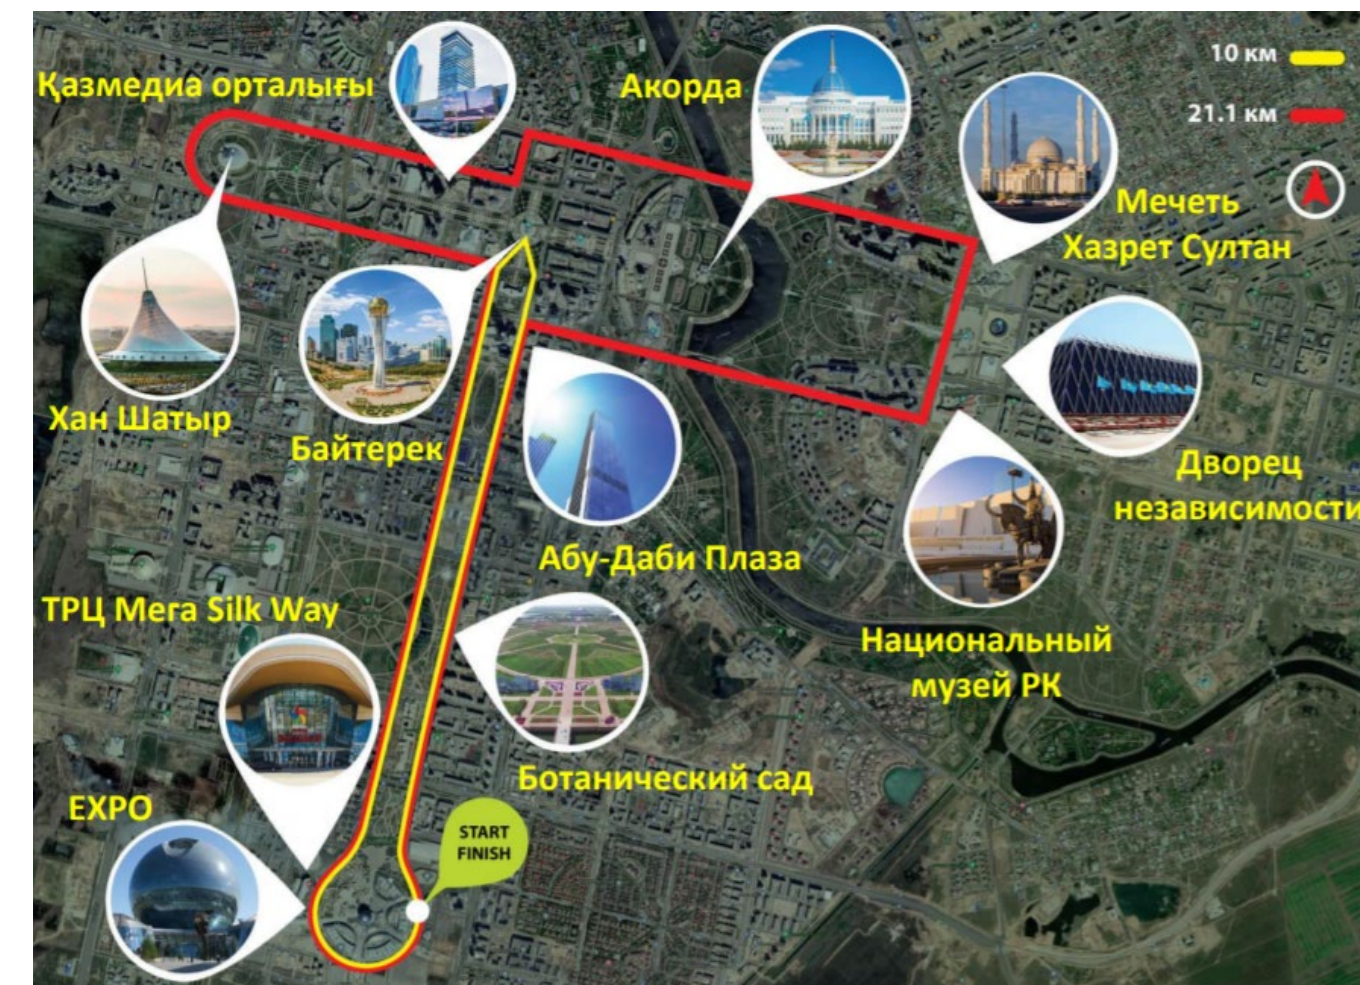 10 км
Қазмедиа орталығы
Акорда
21.1 км
Мечеть
Хазрет Султан
Хан Шатыр
Байтерек
Дворец
независимости
Абу-Даби Плаза
ТРЦ Мега Silk Way
Национальный
музей РК
Ботанический сад
EXPO
START
FINISH